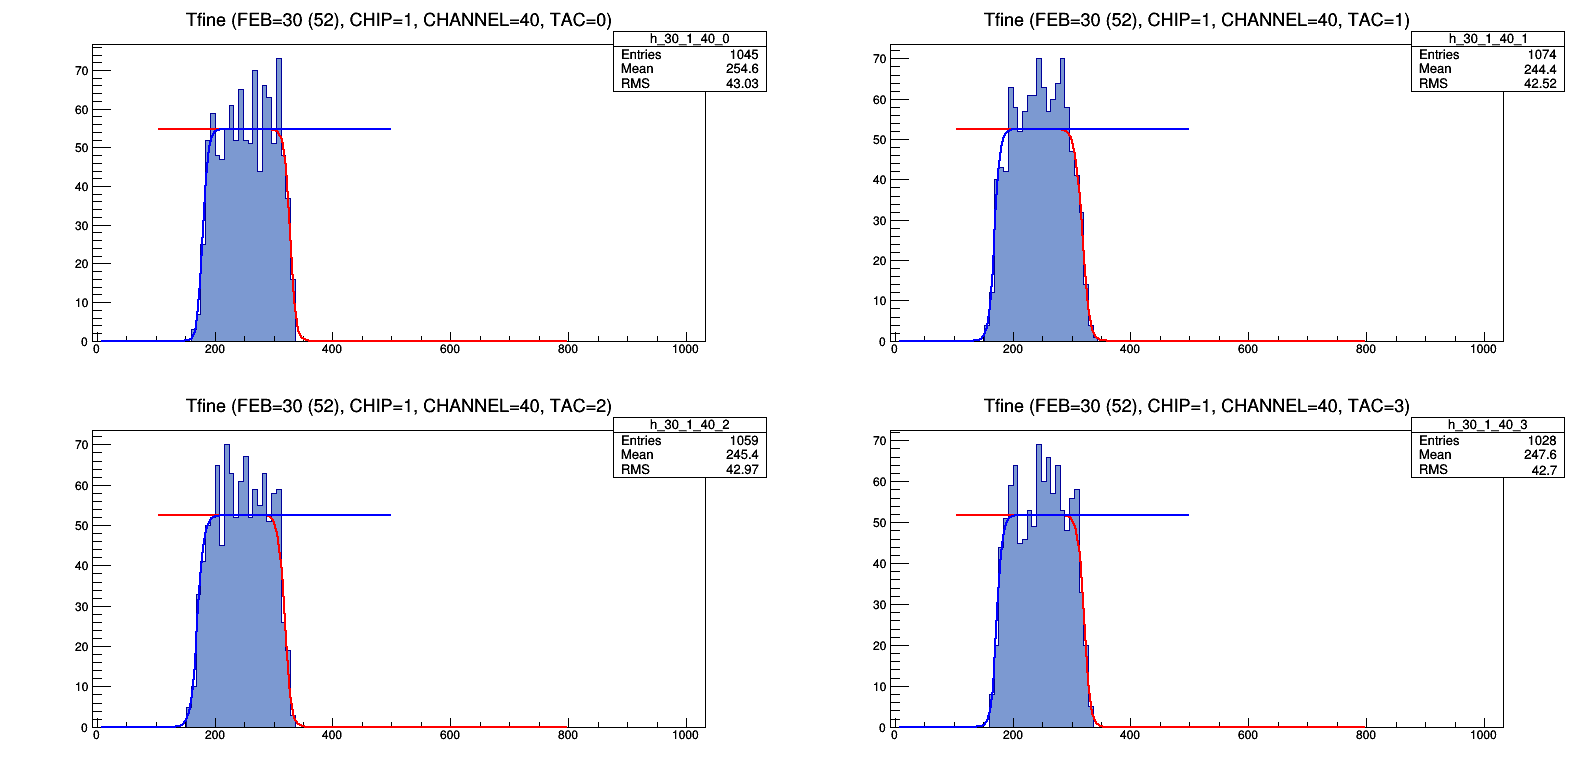 Tfine (FEB=30 (52), CHIP=1, CHANNEL=40, TAC=0)
h_30_1_40_0
Entries 1045
Mean 254.6
RMS 43.03
70
60
50
40
30
20
10
0
0 200 400 600 800 1000
Tfine (FEB=30 (52), CHIP=1, CHANNEL=40, TAC=1)
h_30_1_40_1
Entries 1074
Mean 244.4
RMS 42.52
70
60
50
40
30
20
10
0
0 200 400 600 800 1000
Tfine (FEB=30 (52), CHIP=1, CHANNEL=40, TAC=2)
h_30_1_40_2
Entries 1059
Mean 245.4
RMS 42.97
70
60
50
40
30
20
10
0
0 200 400 600 800 1000
Tfine (FEB=30 (52), CHIP=1, CHANNEL=40, TAC=3)
h_30_1_40_3
Entries 1028
Mean 247.6
RMS 42.7
70
60
50
40
30
20
10
0
0 200 400 600 800 1000